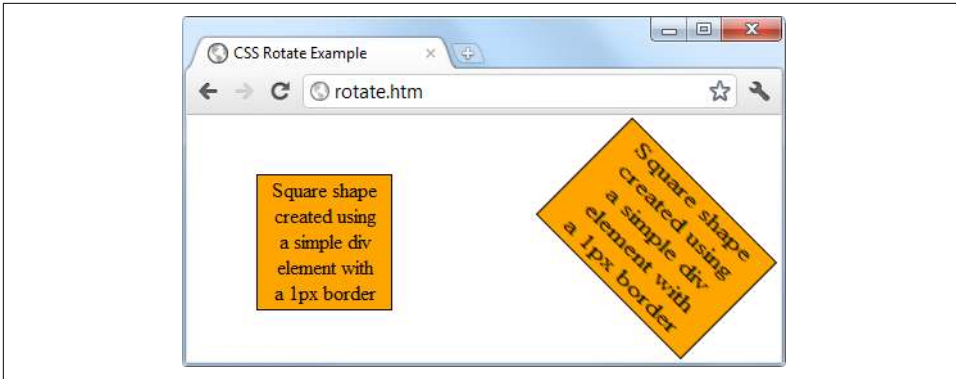 CSS Rotate Example
rotate.htm
Square shape
created using
a simple div
element with
a 1px border
Square shape
created using
a simple div
element with
a 1px border